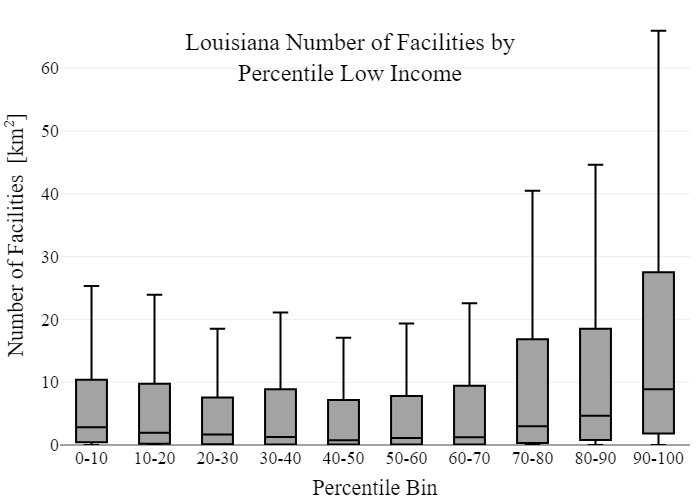 Louisiana Number of Facilities by
Percentile Low Income
Number of Facilities [km²]
60
50
40
30
20
10
0
0-10 10-20 20-30 30-40 40-50 50-60 60-70 70-80 80-90 90-100
Percentile Bin